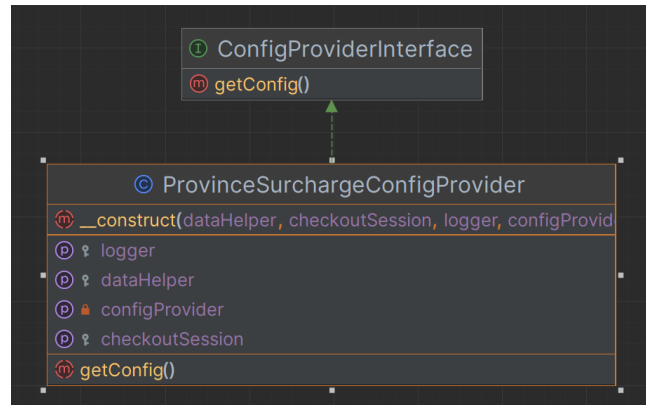 I ConfigProviderInterface
m getConfig()
C ProvinceSurchargeConfigProvider
m __construct(dataHelper, checkoutSession, logger, configProvid
p logger
p dataHelper
p configProvider
p checkoutSession
m getConfig()